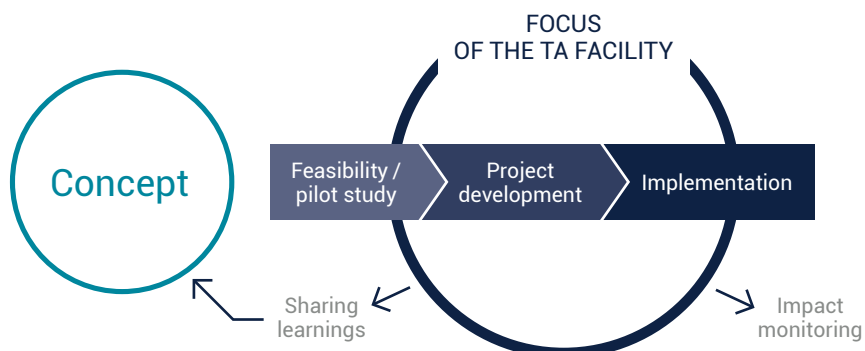 FOCUS
OF THE TA FACILITY
Concept
Feasibility /
pilot study
Project
development
Implementation
Sharing
learnings
Impact
monitoring